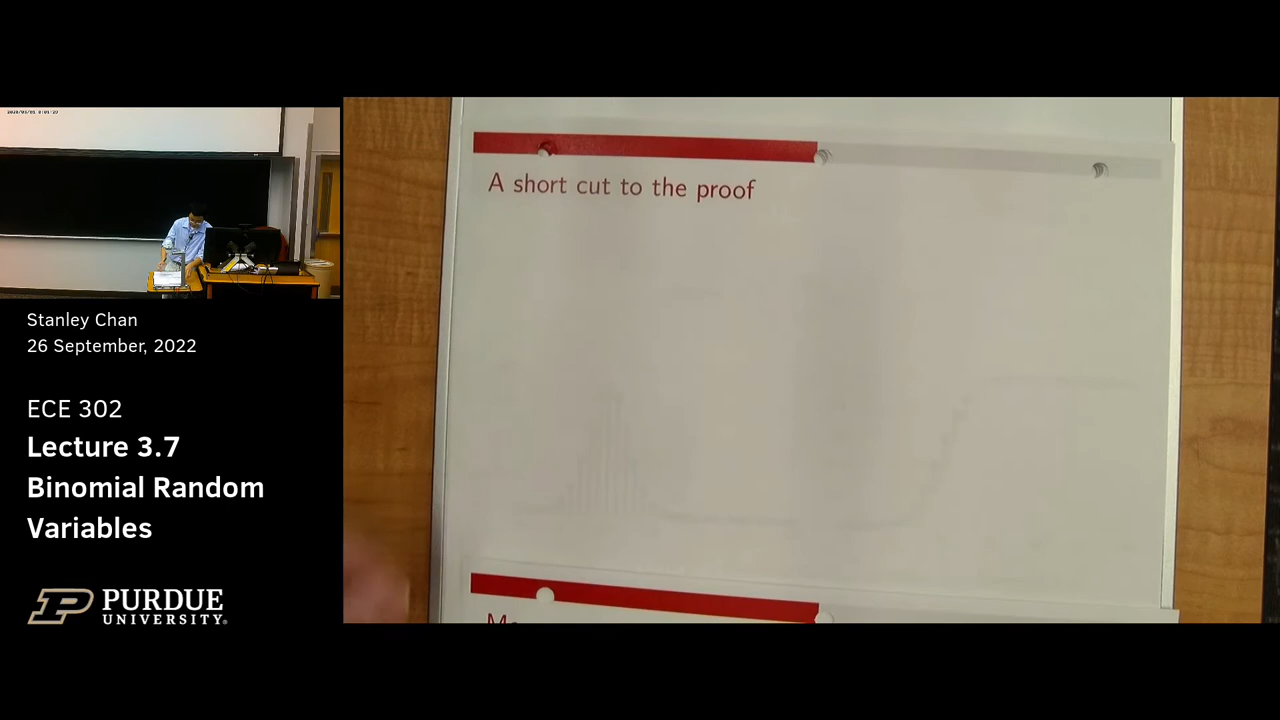 A short cut to the proof
Stanley Chan
26 September, 2022
ECE 302
Lecture 3.7
Binomial Random
Variables
PURDUE
UNIVERSITY.